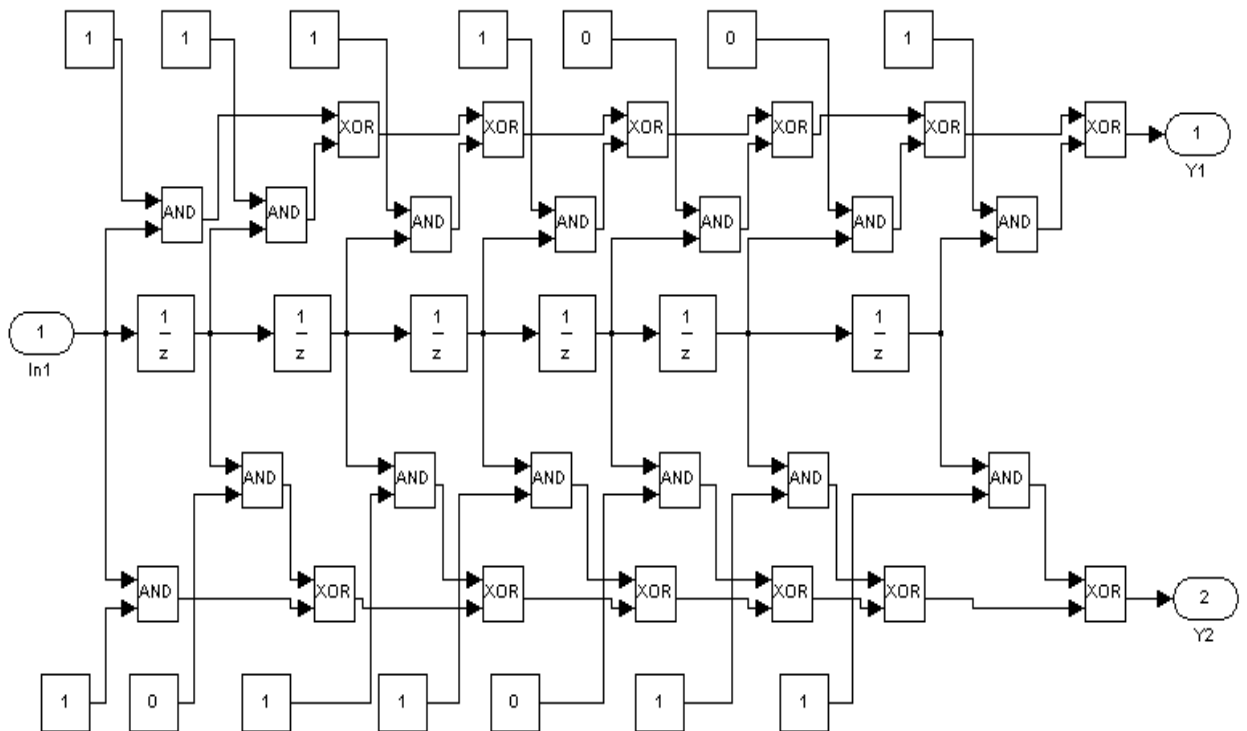 1 1 1 1 0 0 1
XOR XOR XOR XOR XOR XOR 1
Y1
AND AND AND AND AND AND AND
1 1 1 1 1 1 1
z z z z z z
In1
AND AND AND AND AND AND
AND XOR XOR XOR XOR XOR XOR 2
Y2
1 0 1 1 0 1 1